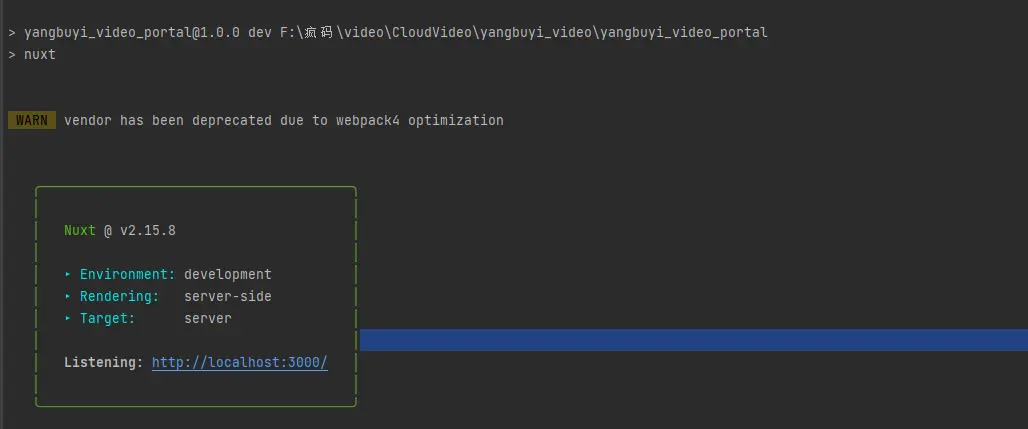 > yangbuyi_video_portal@1.0.0 dev F:\疯码\video\CloudVideo\yangbuyi_video\yangbuyi_video_portal
> nuxt
WARN vendor has been deprecated due to webpack4 optimization
Nuxt @ v2.15.8
▸ Environment: development
▸ Rendering: server-side
▸ Target: server
Listening: http://localhost:3000/